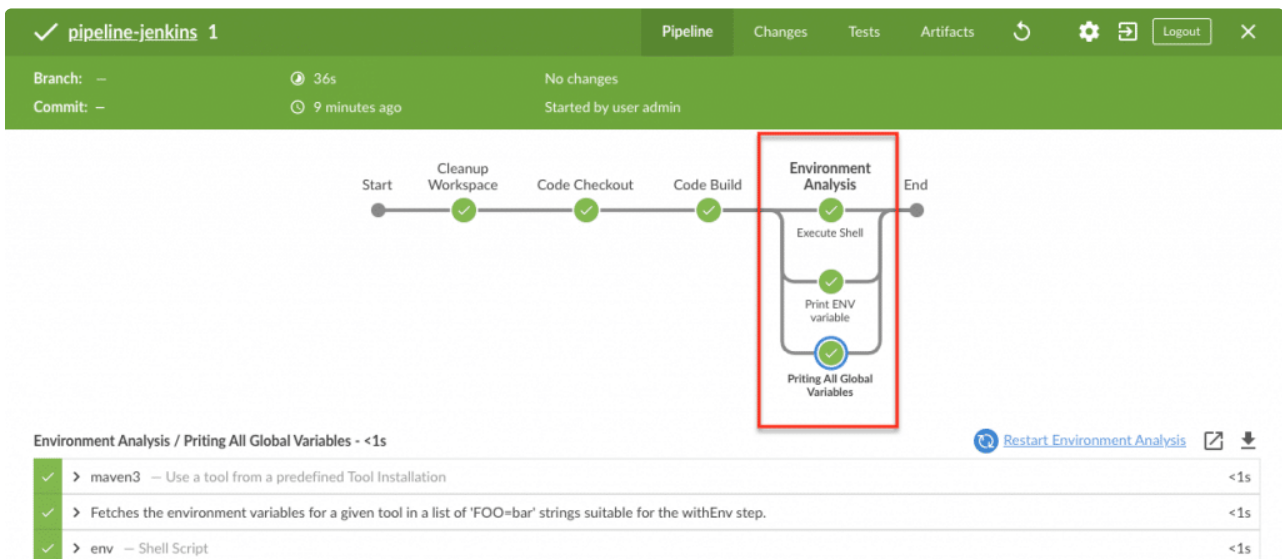 pipeline-jenkins 1
Pipeline Changes Tests Artifacts Logout
Branch: — 36s No changes
Commit: — 9 minutes ago Started by user admin
Start
Cleanup
Workspace
Code Checkout
Code Build
Environment
Analysis
End
Execute Shell
Print ENV
variable
Priting All Global
Variables
Environment Analysis / Priting All Global Variables - <1s Restart Environment Analysis
maven3 — Use a tool from a predefined Tool Installation <1s
Fetches the environment variables for a given tool in a list of 'FOO=bar' strings suitable for the withEnv step. <1s
env — Shell Script <1s